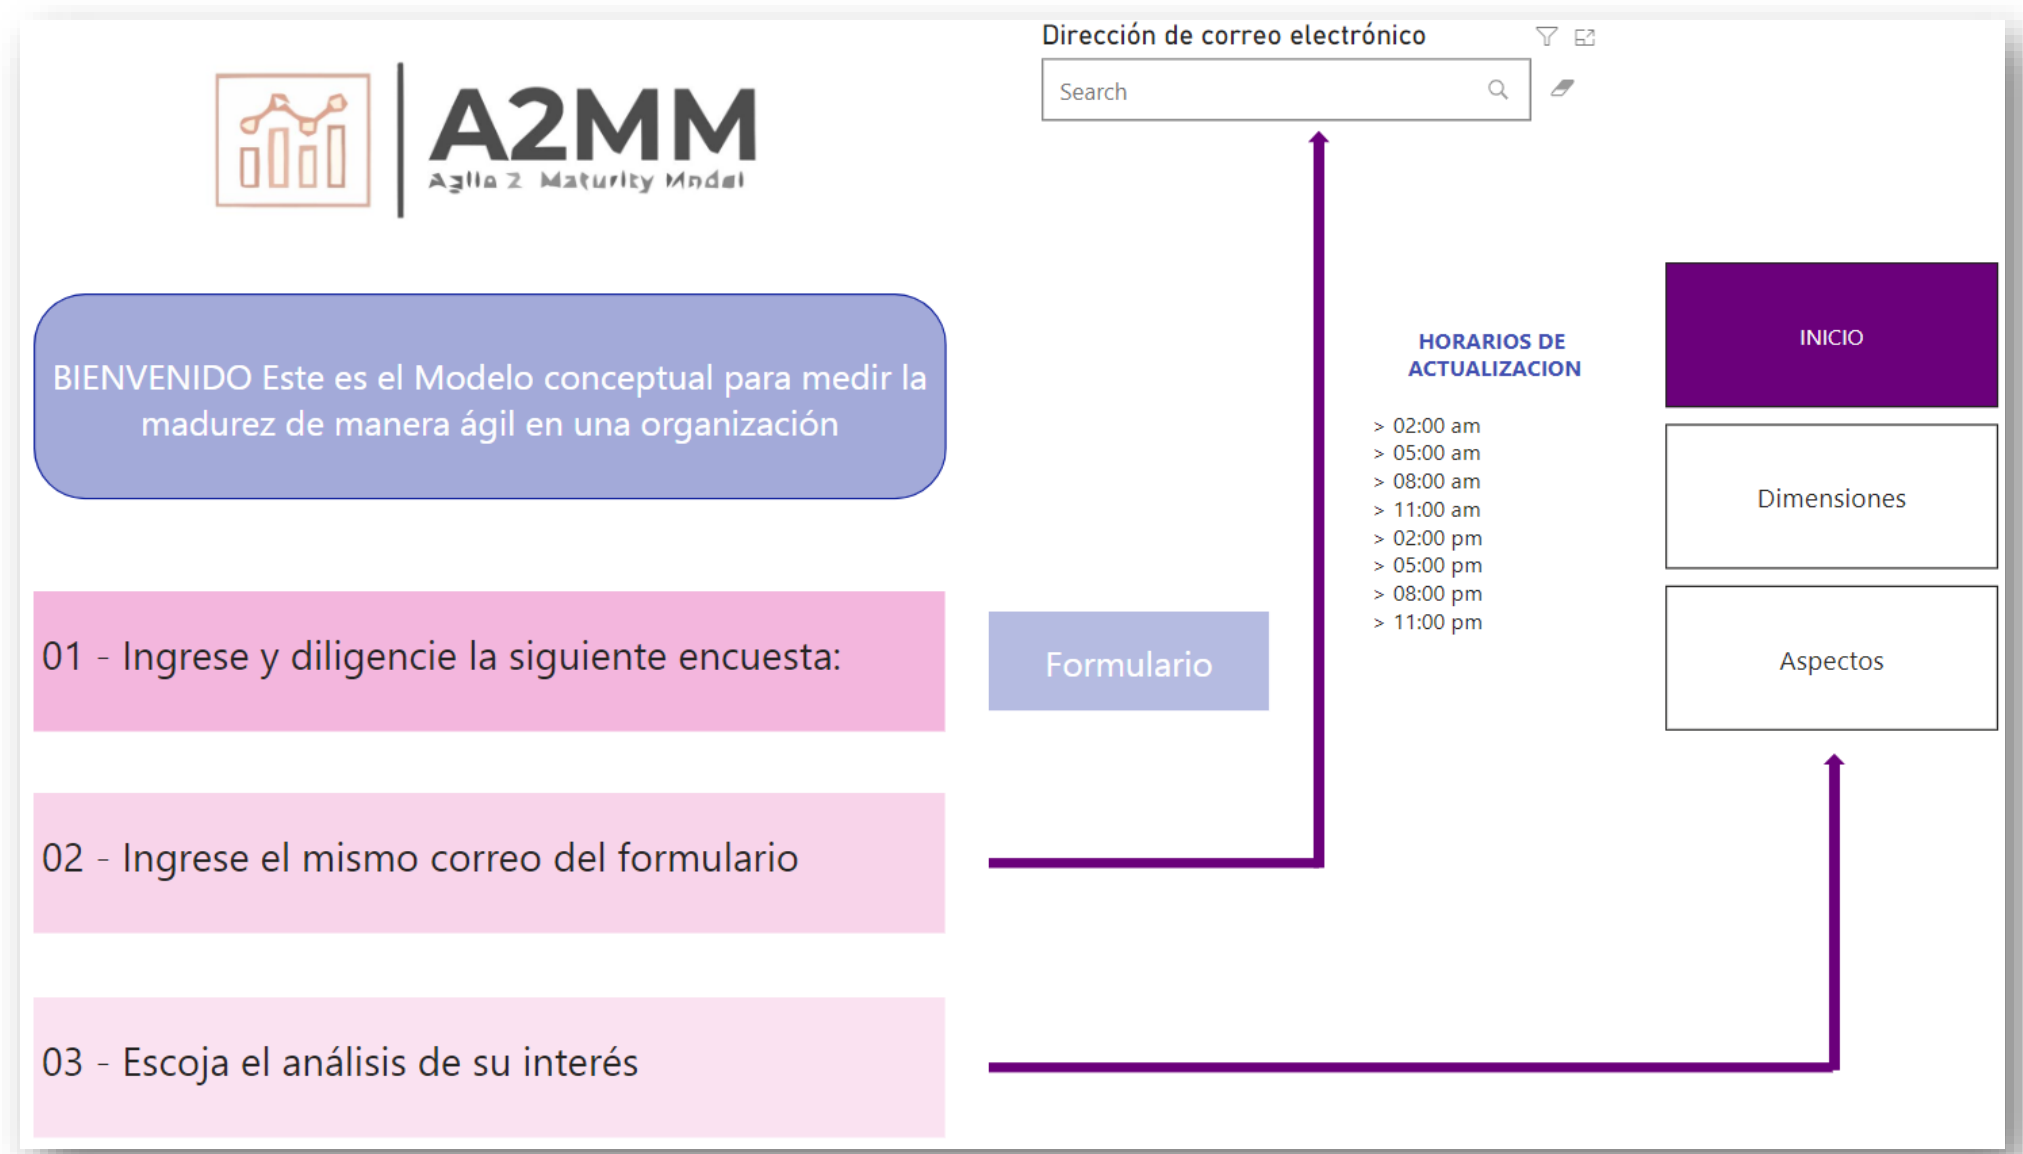 A2MM
Agile 2 Maturity Model
Dirección de correo electrónico
Search
BIENVENIDO Este es el Modelo conceptual para medir la
madurez de manera ágil en una organización
01 - Ingrese y diligencie la siguiente encuesta:
Formulario
02 - Ingrese el mismo correo del formulario
03 - Escoja el análisis de su interés
HORARIOS DE
ACTUALIZACION
> 02:00 am
> 05:00 am
> 08:00 am
> 11:00 am
> 02:00 pm
> 05:00 pm
> 08:00 pm
> 11:00 pm
INICIO
Dimensiones
Aspectos